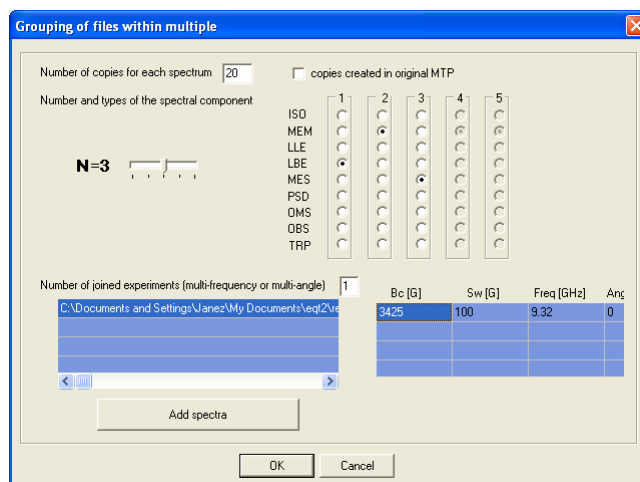 Grouping of files within multiple
Number of copies for each spectrum 20 copies created in original MTP
Number and types of the spectral component
1 2 3 4 5
ISO
MEM
LLE
LBE
MES
PSD
OMS
OBS
TRP
N=3
Number of joined experiments (multi-frequency or multi-angle) 1
C:\Documents and Settings\Janez\My Documents\eqt2\re
Bc [G] Sw [G] Freq [GHz] Ang
3425 100 9.32 0
Add spectra
OK Cancel